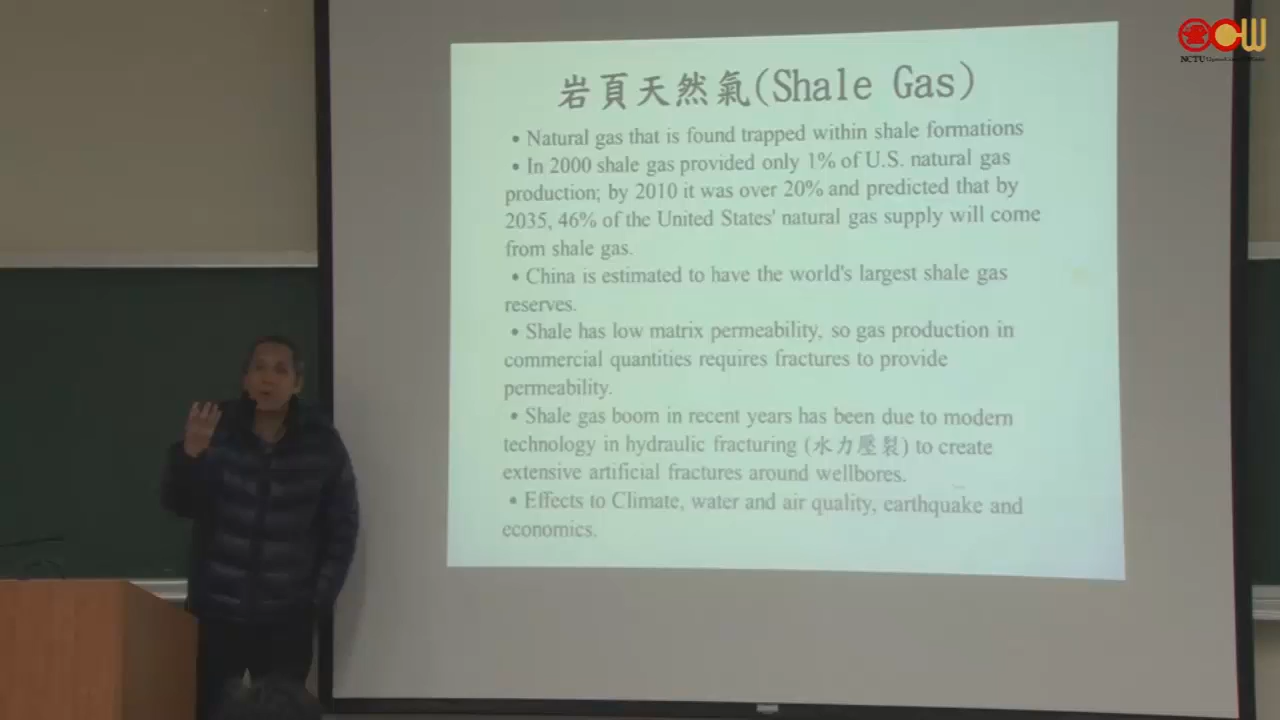 岩頁天然氣(Shale Gas)
• Natural gas that is found trapped within shale formations
• In 2000 shale gas provided only 1% of U.S. natural gas
production; by 2010 it was over 20% and predicted that by
2035, 46% of the United States' natural gas supply will come
from shale gas.
• China is estimated to have the world's largest shale gas
reserves.
• Shale has low matrix permeability, so gas production in
commercial quantities requires fractures to provide
permeability.
• Shale gas boom in recent years has been due to modern
technology in hydraulic fracturing (水力壓裂) to create
extensive artificial fractures around wellbores.
• Effects to Climate, water and air quality, earthquake and
economics.
OCW
NCTU